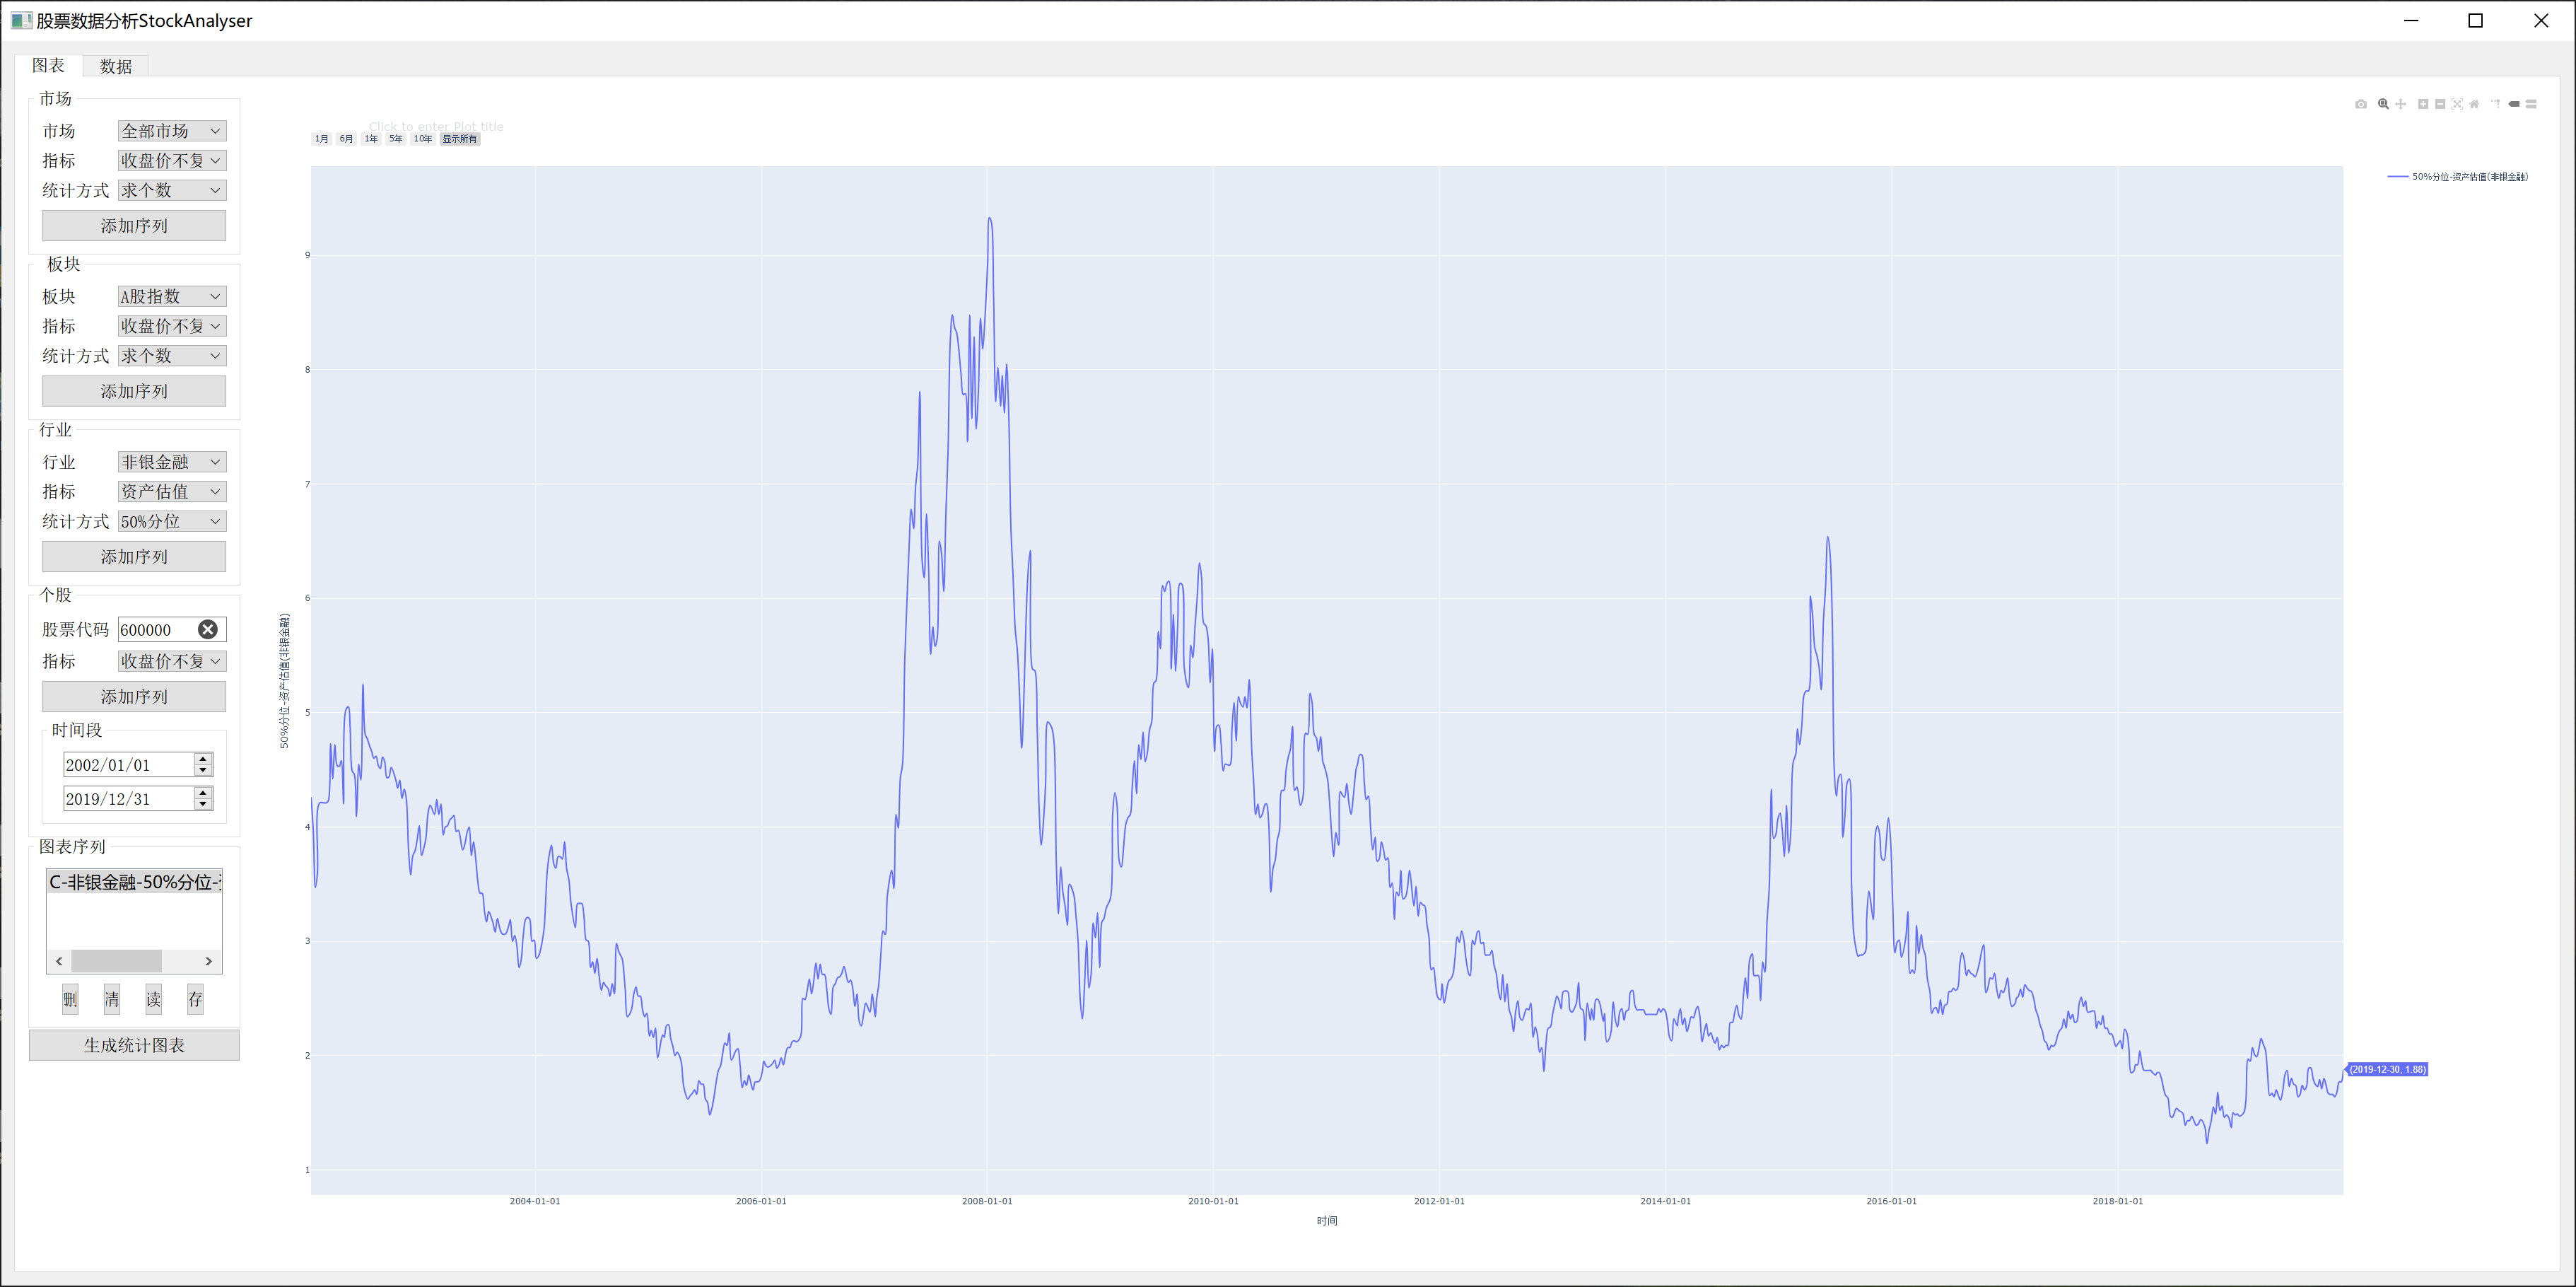 股票数据分析StockAnalyser
图表 数据
市场
市场 全部市场
指标 收盘价不复
统计方式 求个数
添加序列
板块
板块 A股指数
指标 收盘价不复
统计方式 求个数
添加序列
行业
行业 非银金融
指标 资产估值
统计方式 50%分位
添加序列
个股
股票代码 600000
指标 收盘价不复
添加序列
时间段
2002/01/01
2019/12/31
图表序列
C-非银金融-50%分位-
删 清 读 存
生成统计图表
Click to enter Plot title
1月 6月 1年 5年 10年 显示所有
50%分位-资产估值(非银金融)
9
8
7
6
5
4
3
2
1
50%分位-资产估值(非银金融)
(2019-12-30, 1.88)
2004-01-01 2006-01-01 2008-01-01 2010-01-01 2012-01-01 2014-01-01 2016-01-01 2018-01-01
时间